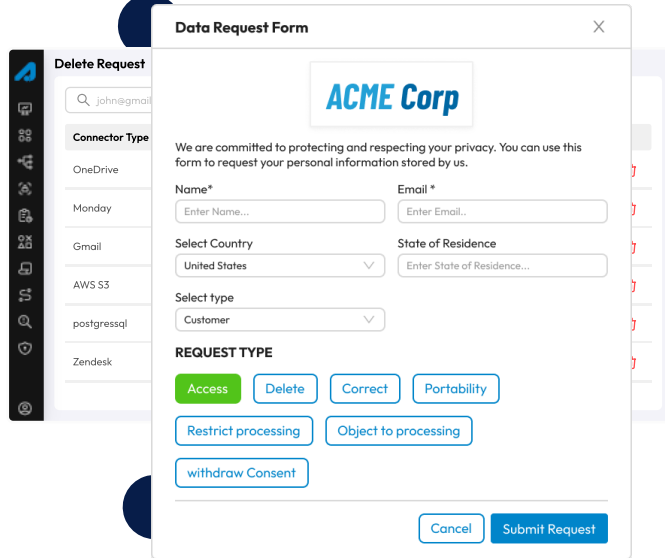 Data Request Form
Delete Request
ACME Corp
john@gmail
Connector Type
OneDrive
Monday
Gmail
AWS S3
postgressql
Zendesk
We are committed to protecting and respecting your privacy. You can use this
form to request your personal information stored by us.
Name*
Email *
Enter Name...
Enter Email..
Select Country
State of Residence
United States
Enter State of Residence...
Select type
Customer
REQUEST TYPE
Access
Delete
Correct
Portability
Restrict processing
Object to processing
withdraw Consent
Cancel
Submit Request